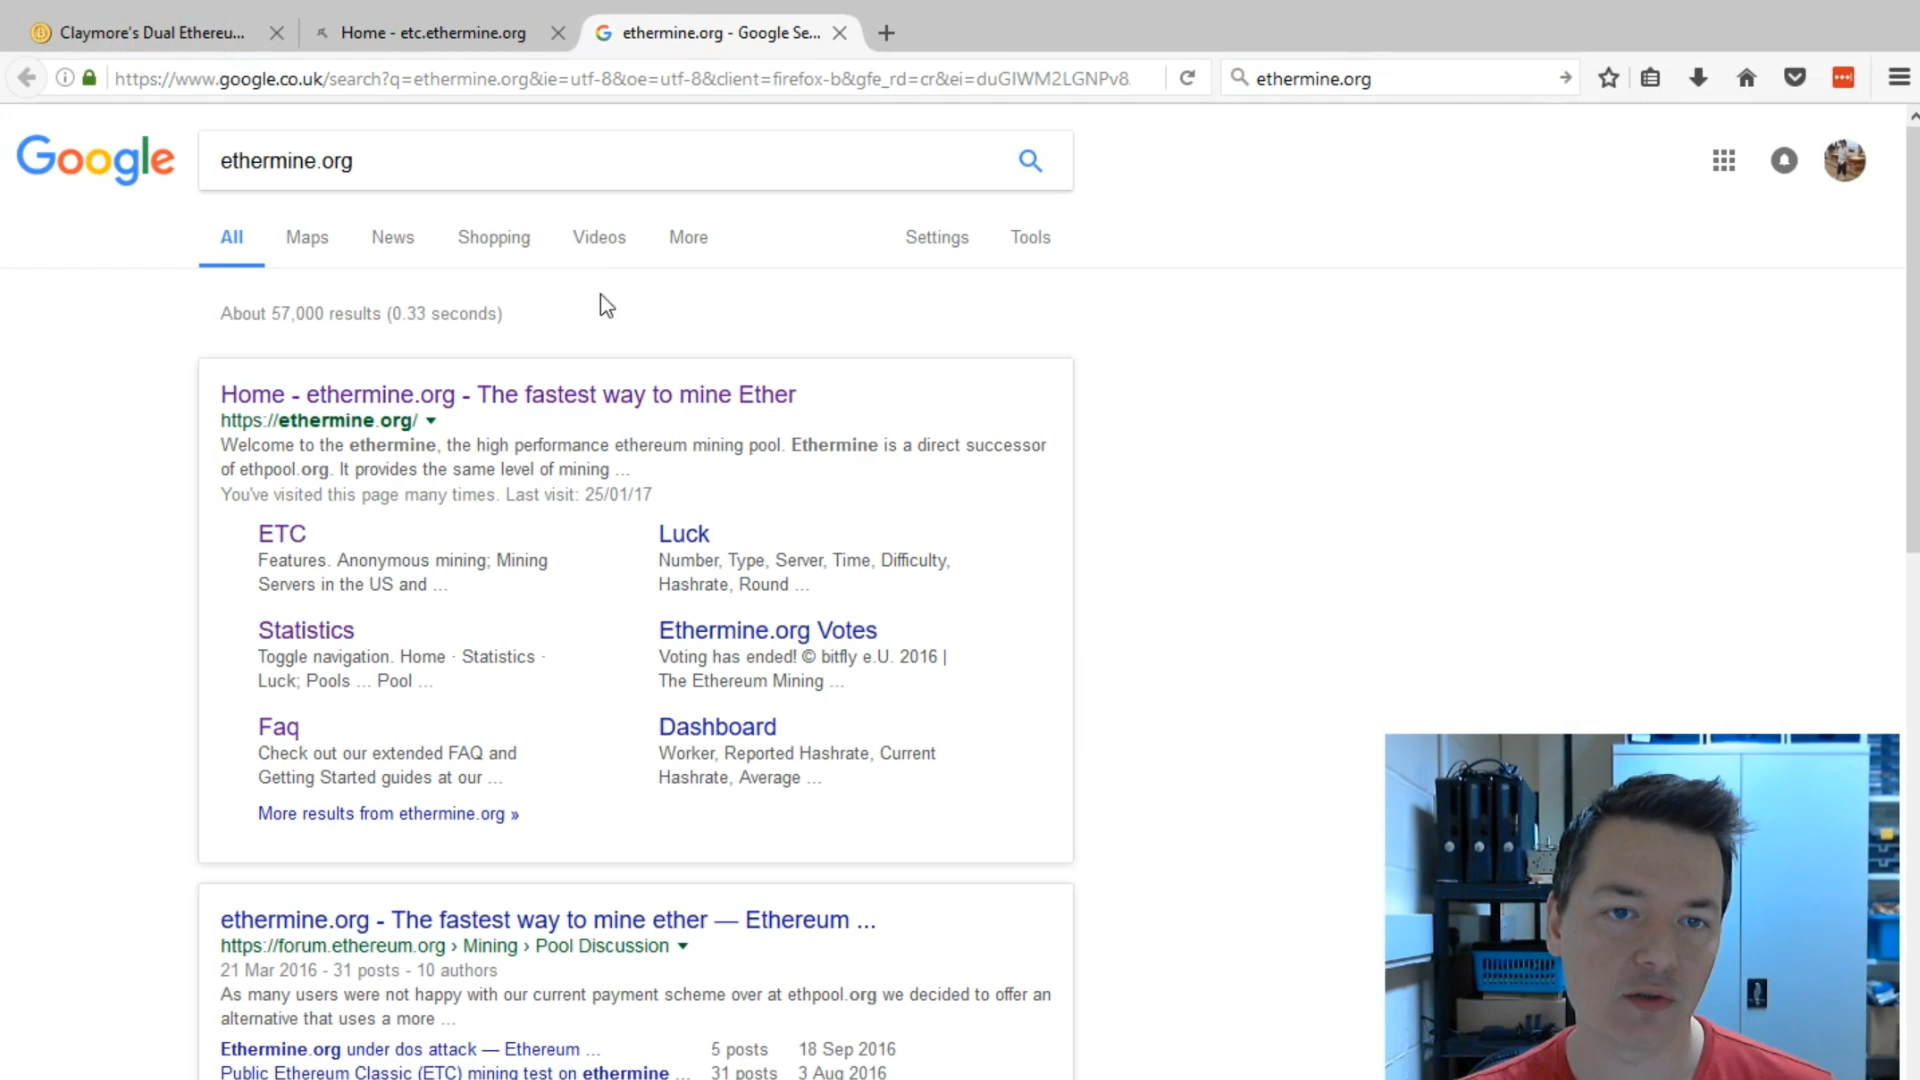 Claymore's Dual Ethereu...
Home - etc.ethermine.org
ethermine.org - Google Se...
https://www.google.co.uk/search?q=ethermine.org&ie=utf-8&oe=utf-8&client=firefox-b&gfe_rd=cr&ei=duGIWM2LGNPv8
ethermine.org
Google
ethermine.org
All
Maps
News
Shopping
Videos
More
Settings
Tools
About 57,000 results (0.33 seconds)
Home - ethermine.org - The fastest way to mine Ether
https://ethermine.org/
Welcome to the ethermine, the high performance ethereum mining pool. Ethermine is a direct successor
of ethpool.org. It provides the same level of mining ...
You've visited this page many times. Last visit: 25/01/17
ETC
Features. Anonymous mining; Mining
Servers in the US and ...
Luck
Number, Type, Server, Time, Difficulty,
Hashrate, Round ...
Statistics
Toggle navigation. Home · Statistics ·
Luck; Pools ... Pool ...
Ethermine.org Votes
Voting has ended! © bitfly e.U. 2016 |
The Ethereum Mining ...
Faq
Check out our extended FAQ and
Getting Started guides at our ...
Dashboard
Worker, Reported Hashrate, Current
Hashrate, Average ...
More results from ethermine.org »
ethermine.org - The fastest way to mine ether — Ethereum ...
https://forum.ethereum.org › Mining › Pool Discussion
21 Mar 2016 - 31 posts - 10 authors
As many users were not happy with our current payment scheme over at ethpool.org we decided to offer an
alternative that uses a more ...
Ethermine.org under dos attack — Ethereum ... 5 posts 18 Sep 2016
Public Ethereum Classic (ETC) mining test on ethermine ... 31 posts 3 Aug 2016